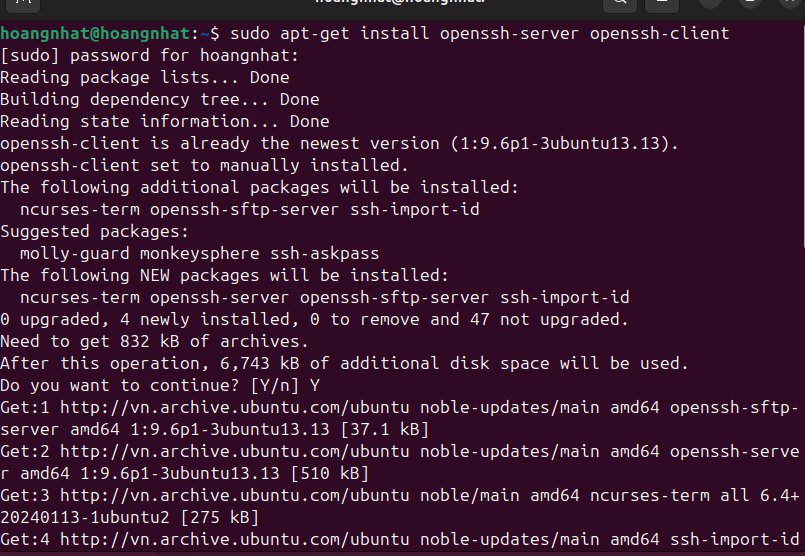 hoangnhat@hoangnhat:~$ sudo apt-get install openssh-server openssh-client
[sudo] password for hoangnhat:
Reading package lists... Done
Building dependency tree... Done
Reading state information... Done
openssh-client is already the newest version (1:9.6p1-3ubuntu13.13).
openssh-client set to manually installed.
The following additional packages will be installed:
  ncurses-term openssh-sftp-server ssh-import-id
Suggested packages:
  molly-guard monkeysphere ssh-askpass
The following NEW packages will be installed:
  ncurses-term openssh-server openssh-sftp-server ssh-import-id
0 upgraded, 4 newly installed, 0 to remove and 47 not upgraded.
Need to get 832 kB of archives.
After this operation, 6,743 kB of additional disk space will be used.
Do you want to continue? [Y/n] Y
Get:1 http://vn.archive.ubuntu.com/ubuntu noble-updates/main amd64 openssh-sftp-
server amd64 1:9.6p1-3ubuntu13.13 [37.1 kB]
Get:2 http://vn.archive.ubuntu.com/ubuntu noble-updates/main amd64 openssh-serve
r amd64 1:9.6p1-3ubuntu13.13 [510 kB]
Get:3 http://vn.archive.ubuntu.com/ubuntu noble/main amd64 ncurses-term all 6.4+
20240113-1ubuntu2 [275 kB]
Get:4 http://vn.archive.ubuntu.com/ubuntu noble-updates/main amd64 ssh-import-id